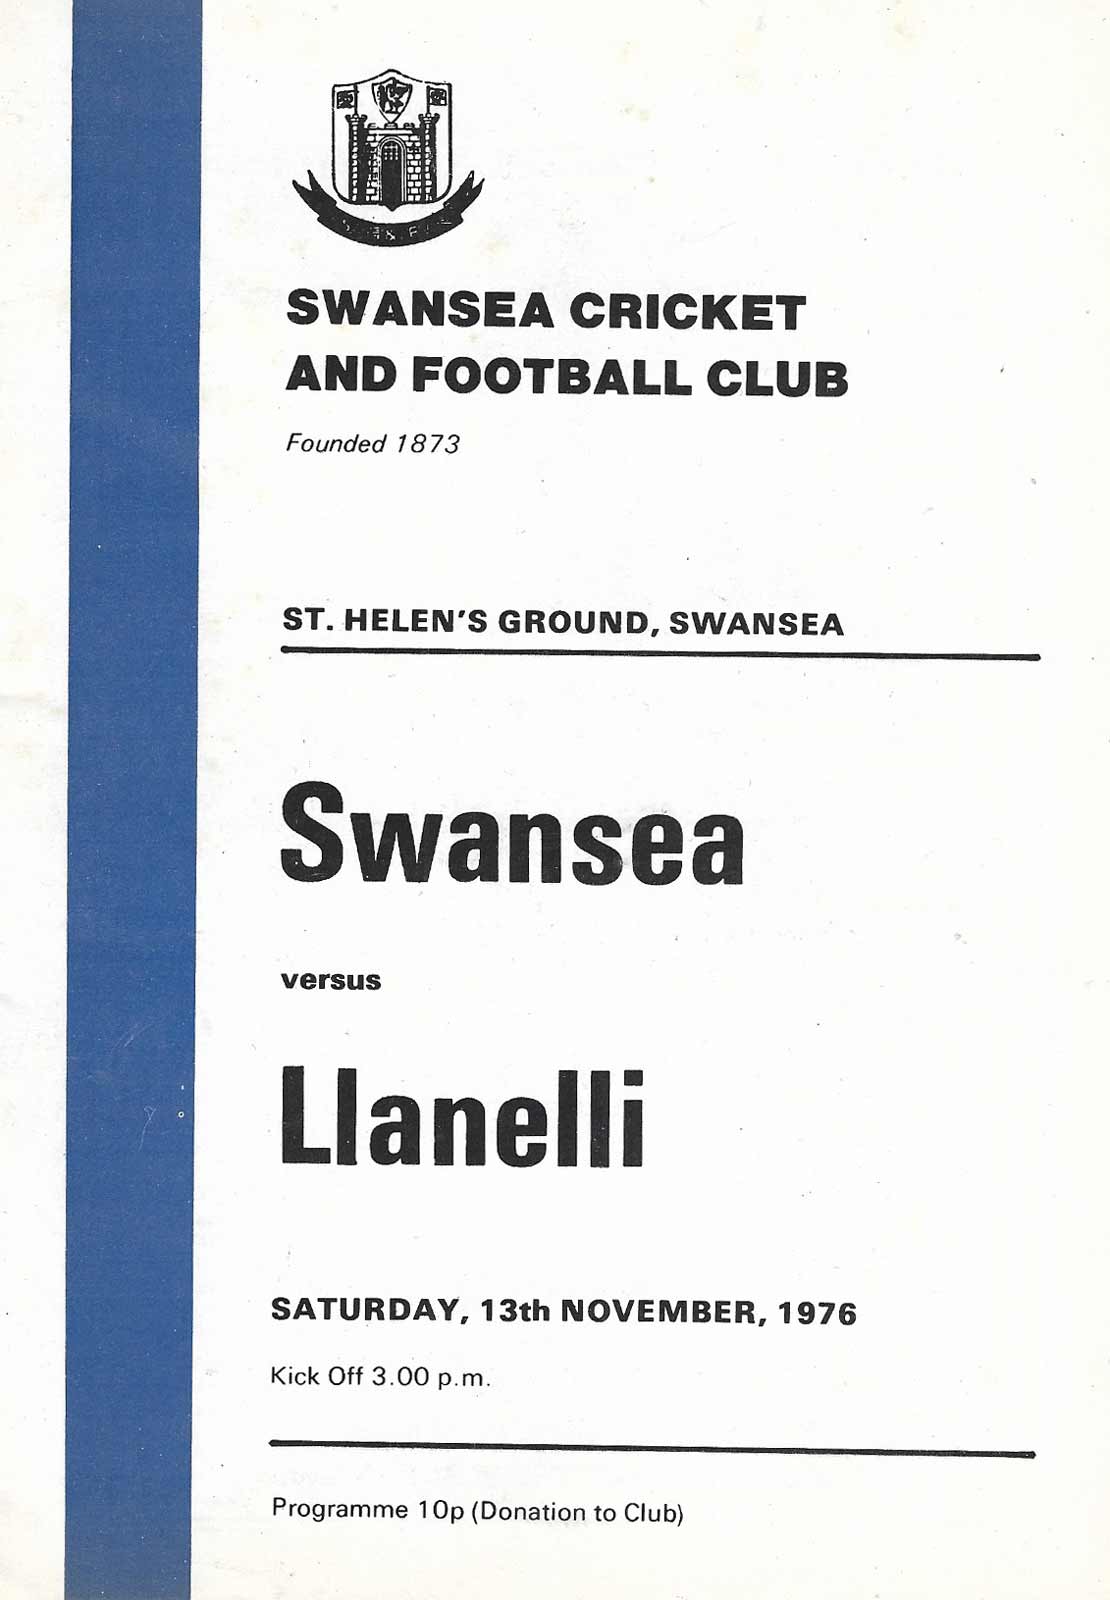 SWANSEA CRICKET
AND FOOTBALL CLUB
Founded 1873
ST. HELEN'S GROUND, SWANSEA
Swansea
versus
Llanelli
SATURDAY, 13th NOVEMBER, 1976
Kick Off 3.00 p.m.
Programme 10p (Donation to Club)